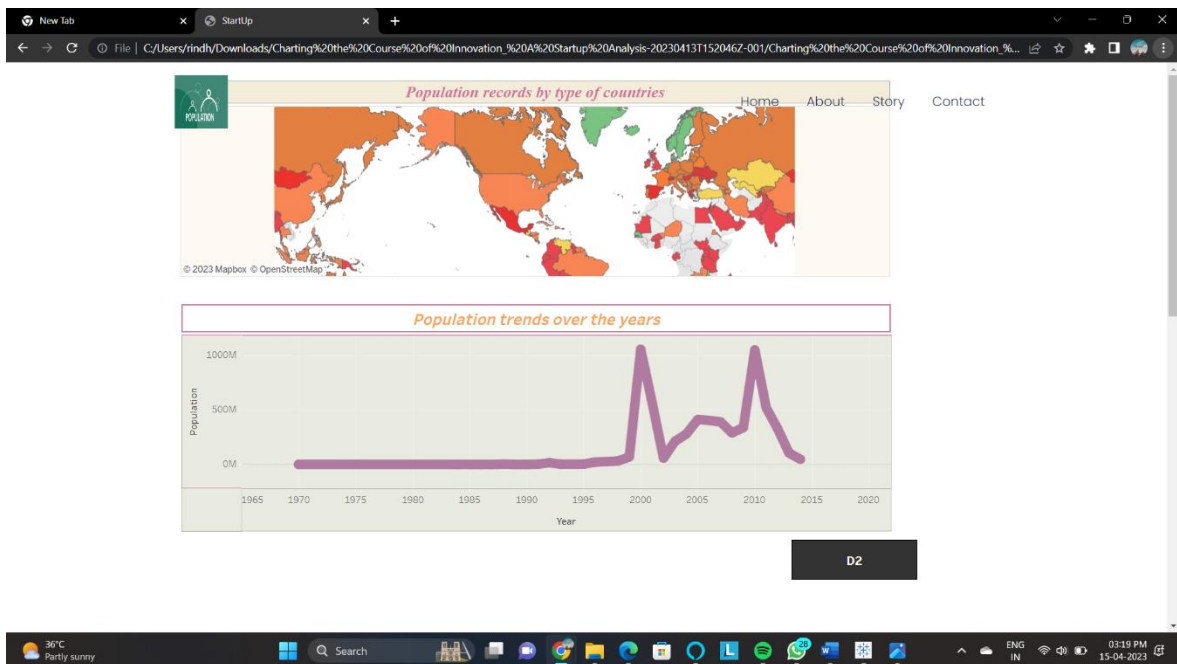 New Tab
StartUp
File | C:/Users/rindh/Downloads/Charting%20the%20Course%20of%20Innovation_%20A%20Startup%20Analysis-20230413T152046Z-001/Charting%20the%20Course%20of%20Innovation_%...
POPULATION
Population records by type of countries
Home About Story Contact
© 2023 Mapbox © OpenStreetMap
Population trends over the years
1000M
500M
0M
Population
1965 1970 1975 1980 1985 1990 1995 2000 2005 2010 2015 2020
Year
D2
36°C
Partly sunny
Search
28
ENG
IN
03:19 PM
15-04-2023